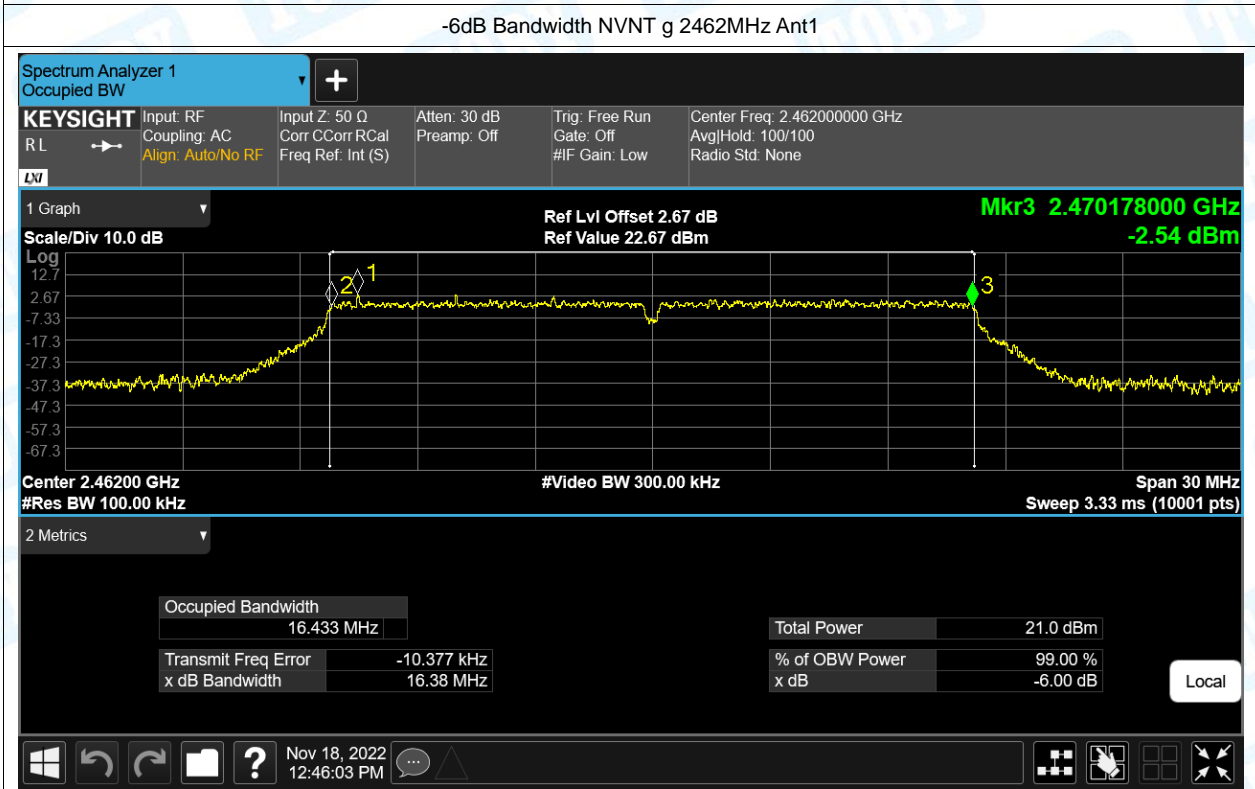 -6dB Bandwidth NVNT g 2462MHz Ant1
Spectrum Analyzer 1
Occupied BW
KEYSIGHT
R L
LXI
Input: RF
Coupling: AC
Align: Auto/No RF
Input Z: 50 Ω
Corr CCorr RCal
Freq Ref: Int (S)
Atten: 30 dB
Preamp: Off
Trig: Free Run
Gate: Off
#IF Gain: Low
Center Freq: 2.462000000 GHz
Avg|Hold: 100/100
Radio Std: None
1 Graph
Scale/Div 10.0 dB
Ref Lvl Offset 2.67 dB
Ref Value 22.67 dBm
Mkr3 2.470178000 GHz
-2.54 dBm
Log
12.7
2.67
-7.33
-17.3
-27.3
-37.3
-47.3
-57.3
-67.3
2
1
3
Center 2.46200 GHz
#Res BW 100.00 kHz
#Video BW 300.00 kHz
Span 30 MHz
Sweep 3.33 ms (10001 pts)
2 Metrics
Occupied Bandwidth
16.433 MHz
Transmit Freq Error -10.377 kHz
x dB Bandwidth 16.38 MHz
Total Power 21.0 dBm
% of OBW Power 99.00 %
x dB -6.00 dB
Local
?
Nov 18, 2022
12:46:03 PM